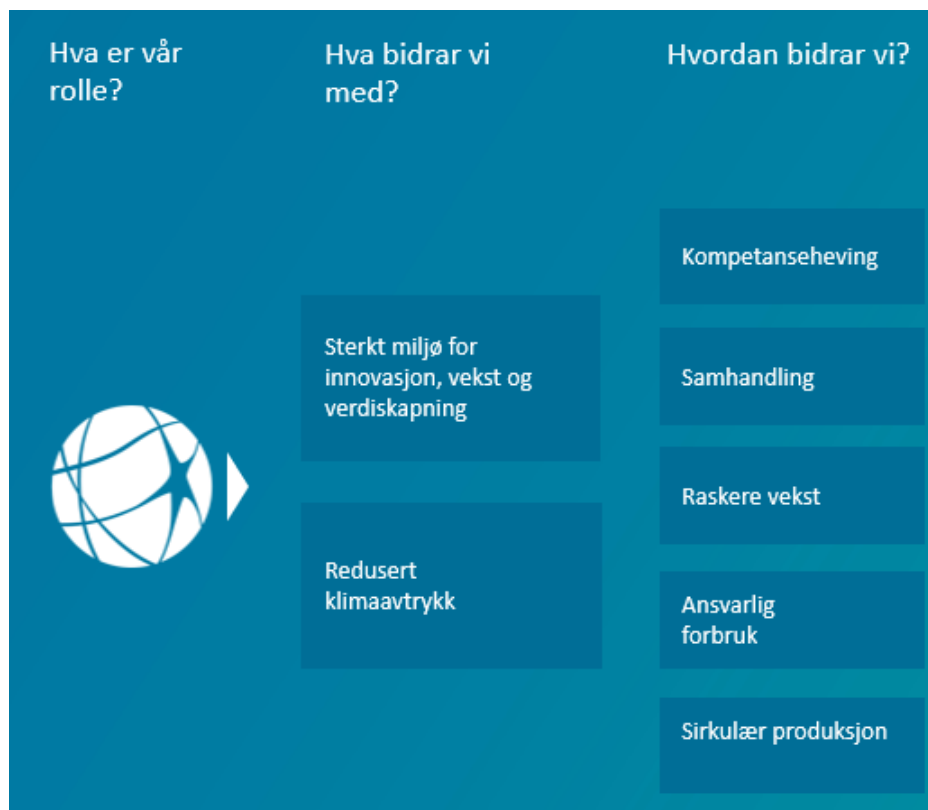 Hva er vår
rolle?
Hva bidrar vi
med?
Hvordan bidrar vi?
Sterkt miljø for
innovasjon, vekst og
verdiskapning
Redusert
klimaavtrykk
Kompetanseheving
Samhandling
Raskere vekst
Ansvarlig
forbruk
Sirkulær produksjon